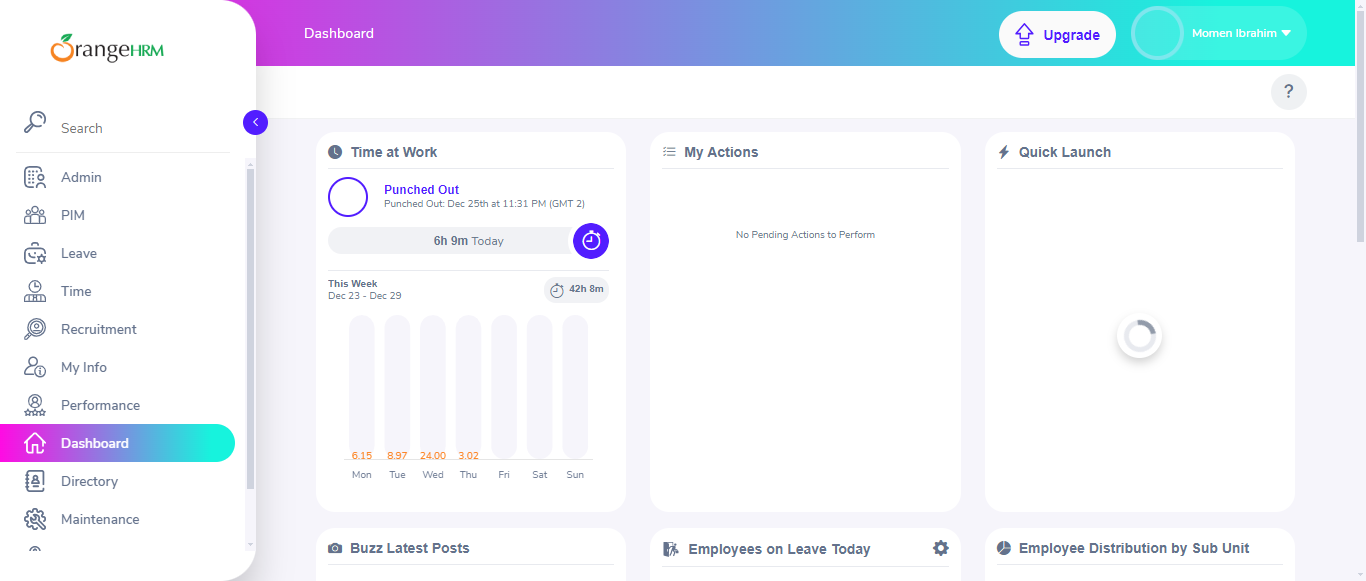 OrangeHRM
Search
Admin
PIM
Leave
Time
Recruitment
My Info
Performance
Dashboard
Directory
Maintenance
Dashboard
Upgrade
Momen Ibrahim
?
Time at Work
Punched Out
Punched Out: Dec 25th at 11:31 PM (GMT 2)
6h 9m Today
This Week
Dec 23 - Dec 29
42h 8m
6.15 8.97 24.00 3.02
Mon Tue Wed Thu Fri Sat Sun
My Actions
No Pending Actions to Perform
Quick Launch
Buzz Latest Posts
Employees on Leave Today
Employee Distribution by Sub Unit